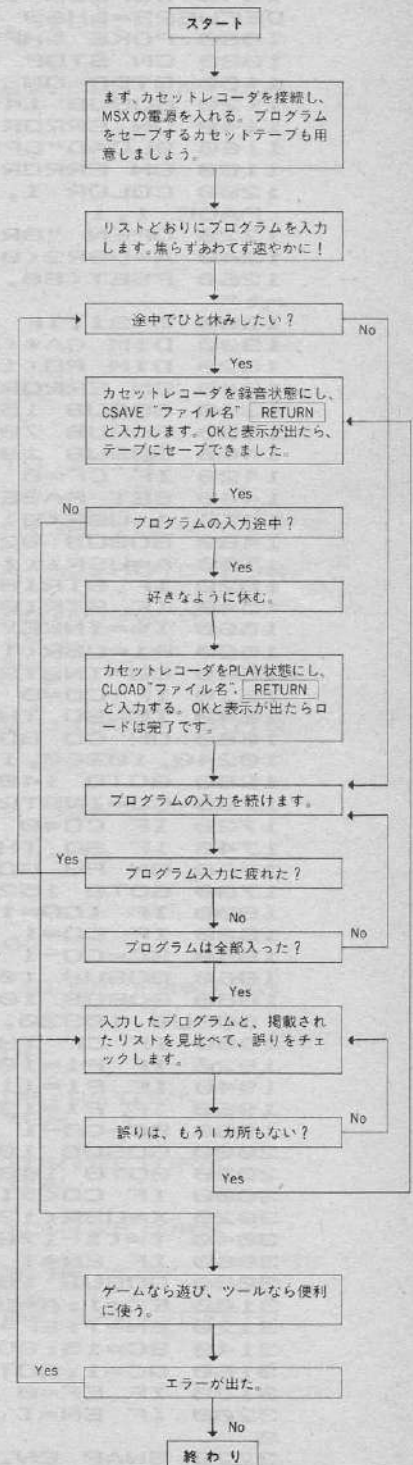 スタート
まず、カセットレコーダを接続し、
MSXの電源を入れる。プログラム
をセーブするカセットテープも用
意しましょう。
リストどおりにプログラムを入力
します。焦らずあわてず速やかに!
途中でひと休みしたい?
No
Yes
カセットレコーダを録音状態にし、
CSAVE "ファイル名" RETURN
と入力します。OKと表示が出たら、
テープにセーブできました。
Yes
No
プログラムの入力途中?
Yes
好きなように休む。
カセットレコーダをPLAY状態にし、
CLOAD"ファイル名", RETURN
と入力する。OKと表示が出たらロ
ードは完了です。
プログラムの入力を続けます。
Yes
プログラム入力に疲れた?
No
プログラムは全部入った?
No
Yes
入力したプログラムと、掲載され
たリストを見比べて、誤りをチェ
ックします。
No
誤りは、もう1カ所もない?
Yes
ゲームなら遊び、ツールなら便利
に使う。
Yes
エラーが出た。
No
終わり